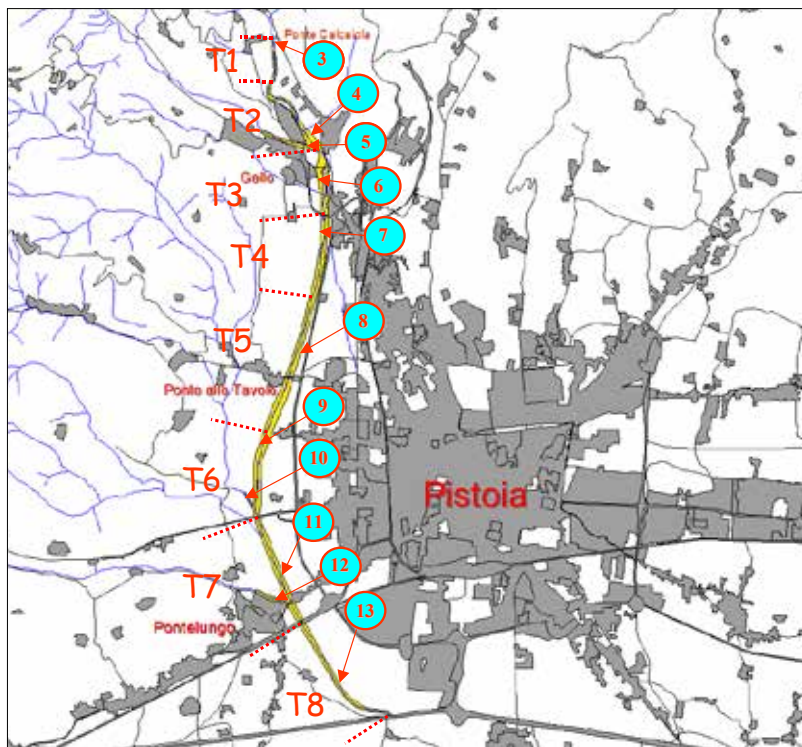 Ponte Calcaiola
T1
3
4
T2
5
Gello
6
T3
7
T4
8
T5
Ponte alle Tavole
9
10
T6
Pistoia
11
12
T7
13
Pontelungo
T8